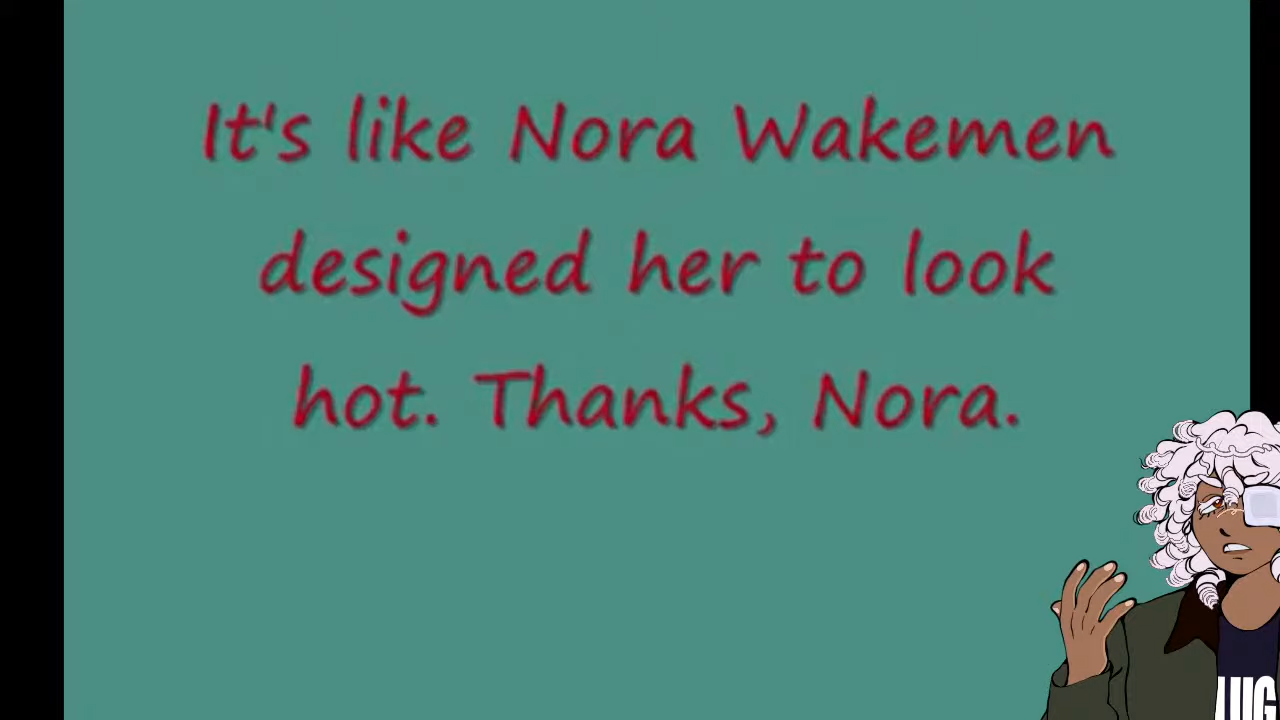 It's like Nora Wakemen
designed her to look
hot. Thanks, Nora.